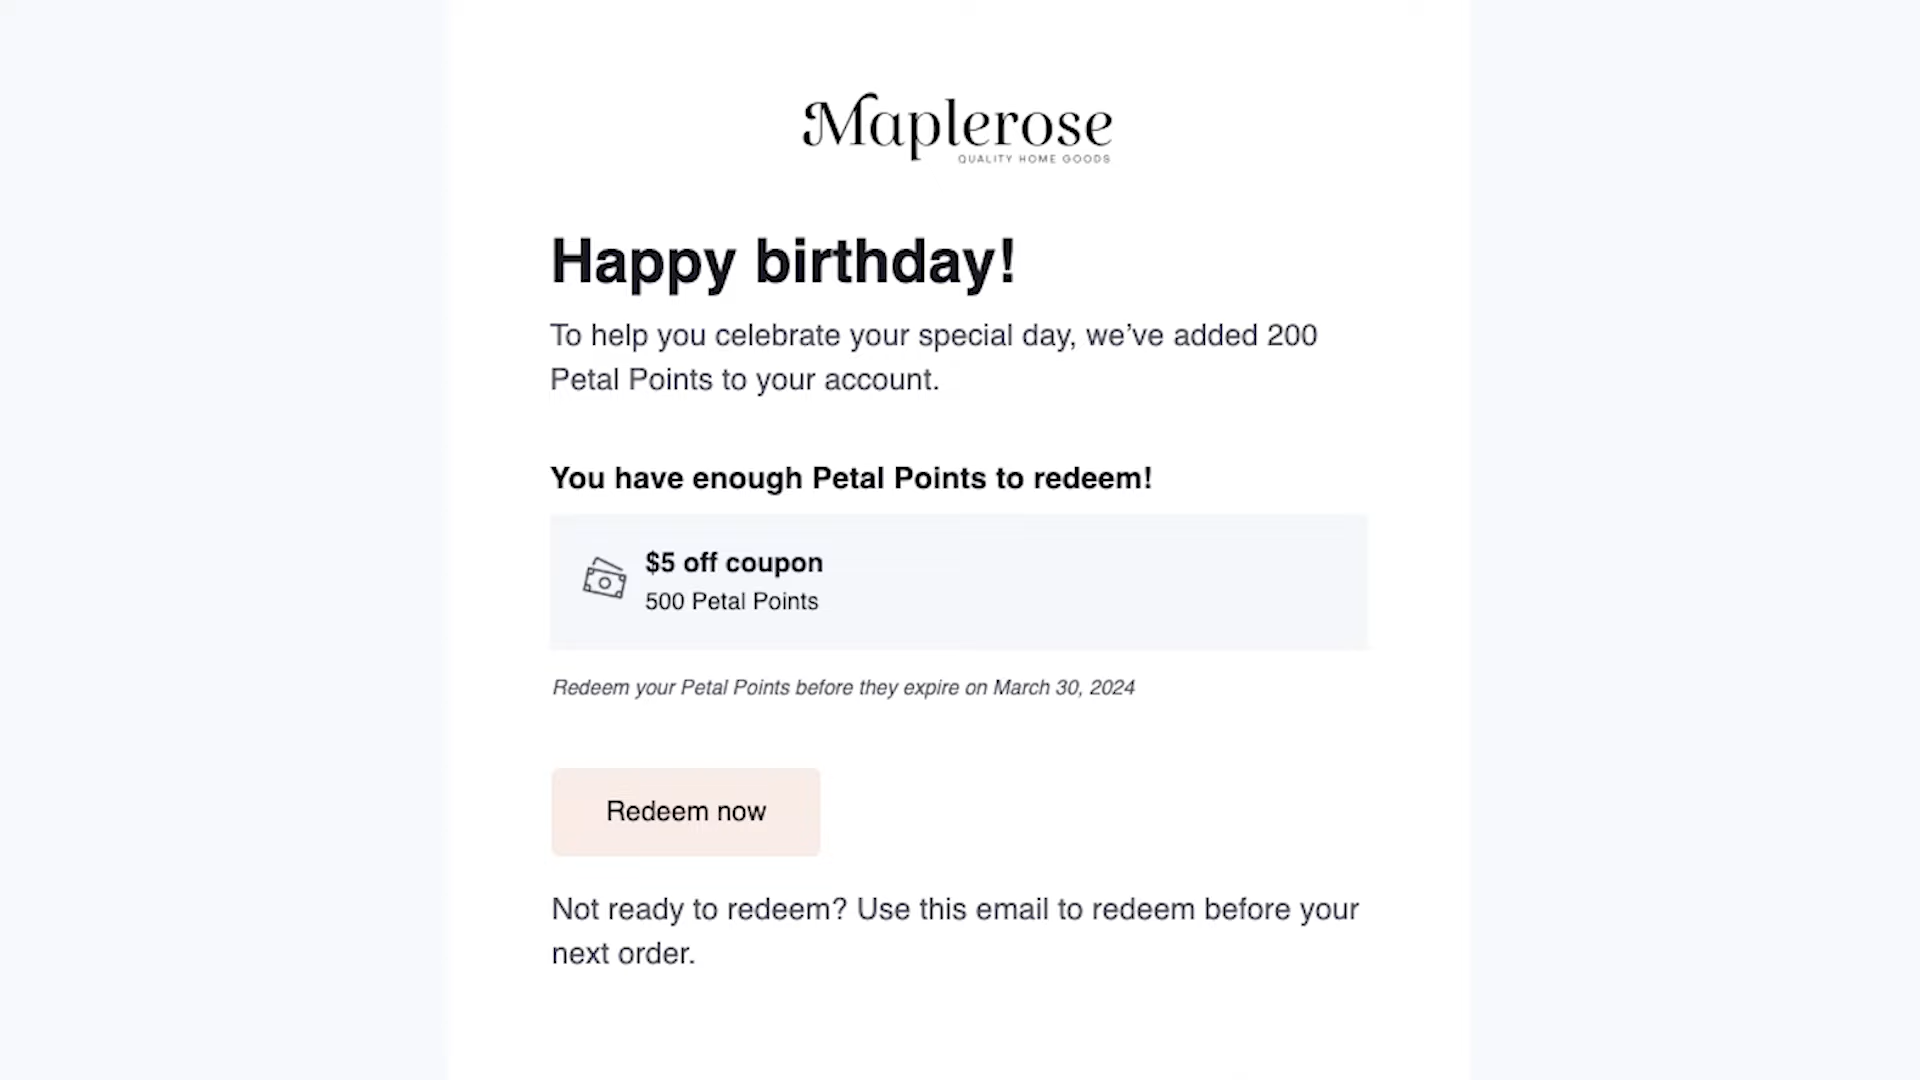 Maplerose
QUALITY HOME GOODS
Happy birthday!
To help you celebrate your special day, we’ve added 200
Petal Points to your account.
You have enough Petal Points to redeem!
$5 off coupon
500 Petal Points
Redeem your Petal Points before they expire on March 30, 2024
Redeem now
Not ready to redeem? Use this email to redeem before your
next order.